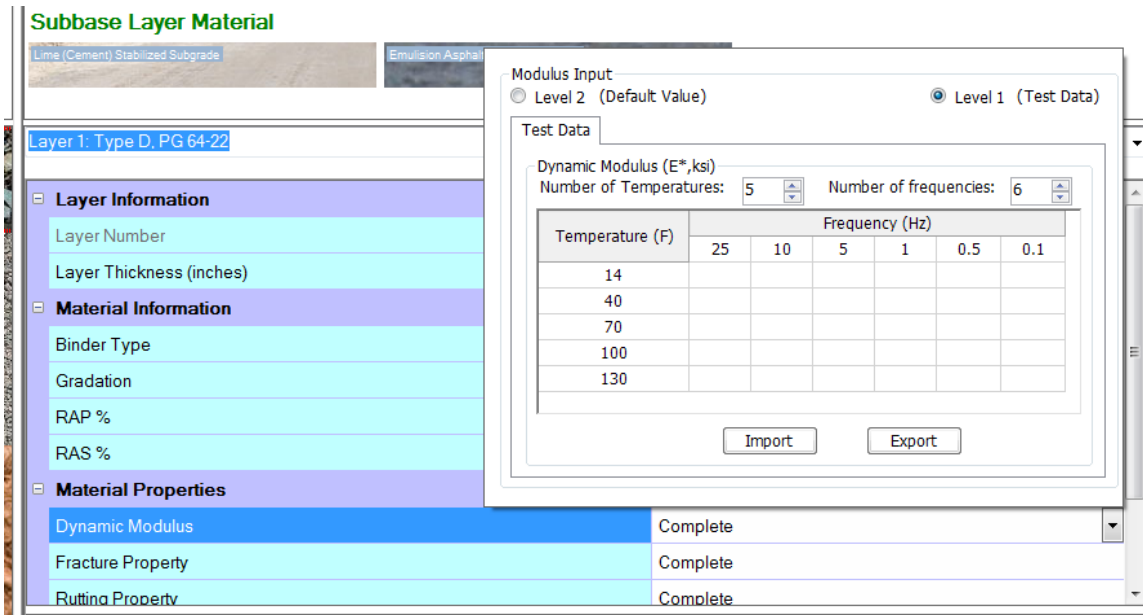 Subbase Layer Material
Lime (Cement) Stabilized Subgrade
Emulsion Asphalt
Layer 1: Type D, PG 64-22
Layer Information
Layer Number
Layer Thickness (inches)
Material Information
Binder Type
Gradation
RAP %
RAS %
Material Properties
Dynamic Modulus Complete
Fracture Property Complete
Rutting Property Complete
Modulus Input
Level 2 (Default Value) Level 1 (Test Data)
Test Data
Dynamic Modulus (E*,ksi)
Number of Temperatures: 5 Number of frequencies: 6
Temperature (F) Frequency (Hz)
25 10 5 1 0.5 0.1
14
40
70
100
130
Import Export